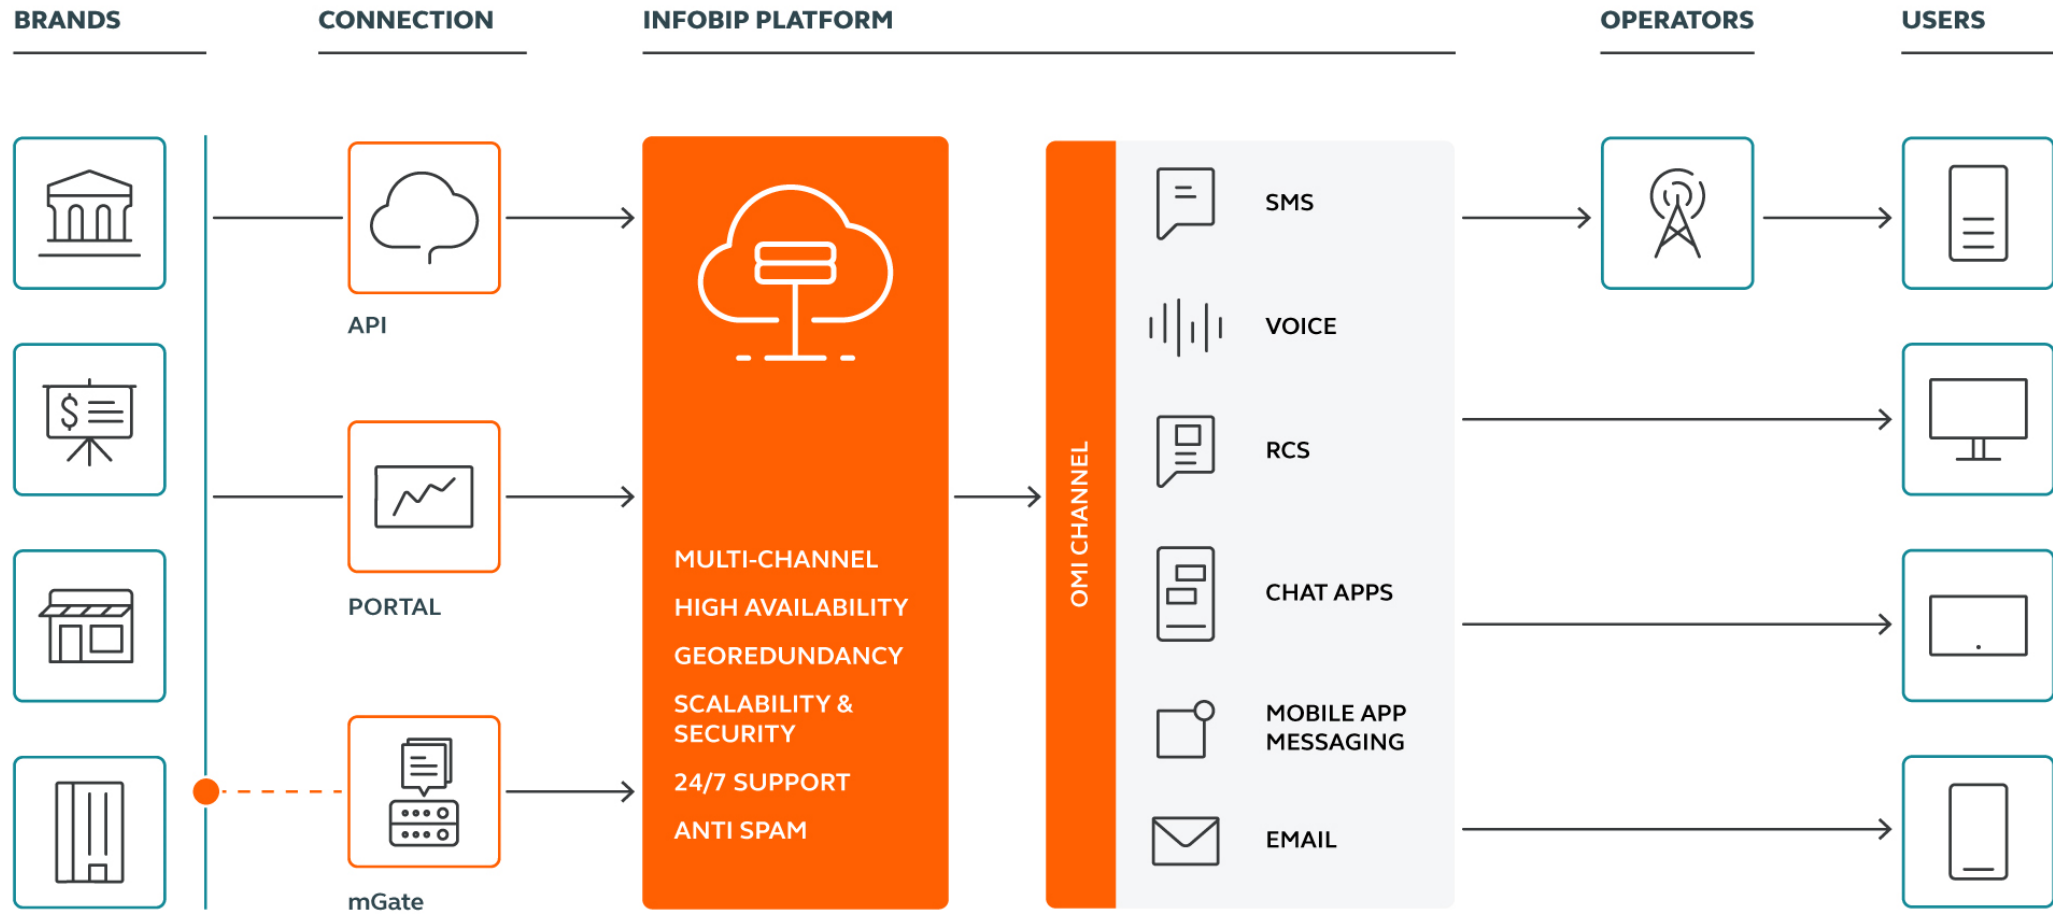 BRANDS
CONNECTION
INFOBIP PLATFORM
OPERATORS
USERS
API
PORTAL
mGate
$
MULTI-CHANNEL
HIGH AVAILABILITY
GEOREDUNDANCY
SCALABILITY &
SECURITY
24/7 SUPPORT
ANTI SPAM
OMI CHANNEL
SMS
VOICE
RCS
CHAT APPS
MOBILE APP
MESSAGING
EMAIL